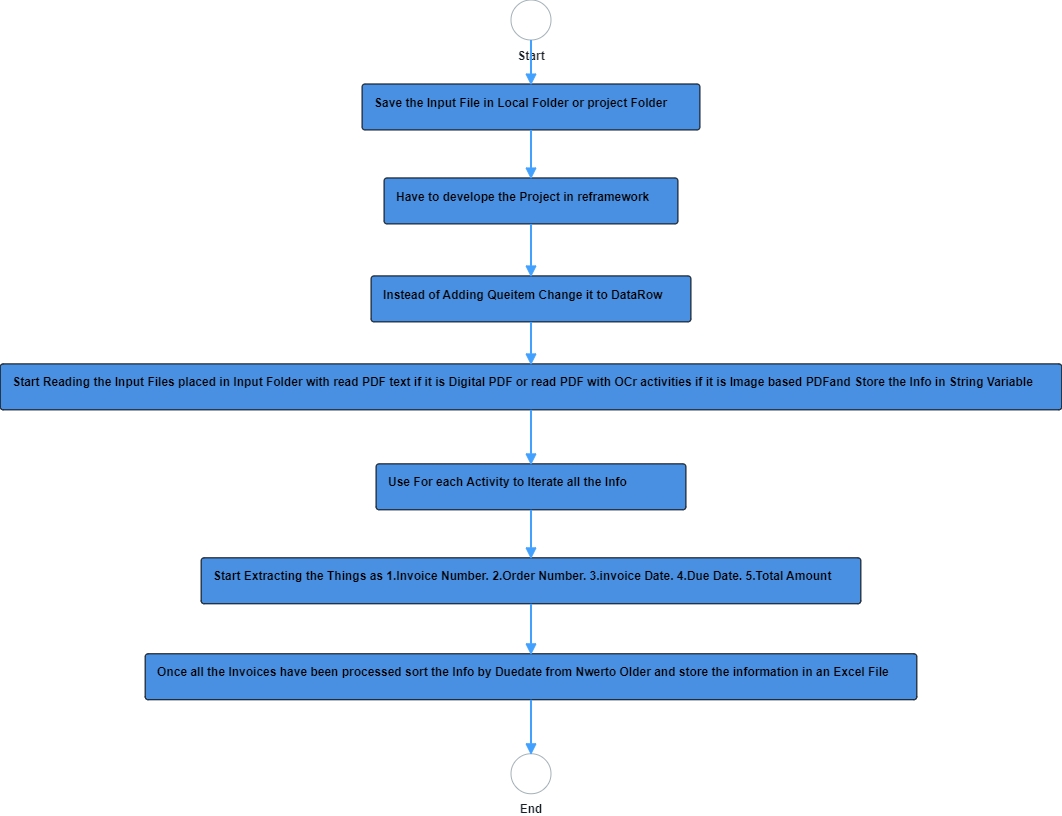 Start
Save the Input File in Local Folder or project Folder
Have to develope the Project in reframework
Instead of Adding Queitem Change it to DataRow
Start Reading the Input Files placed in Input Folder with read PDF text if it is Digital PDF or read PDF with OCr activities if it is Image based PDFand Store the Info in String Variable
Use For each Activity to Iterate all the Info
Start Extracting the Things as 1.Invoice Number. 2.Order Number. 3.invoice Date. 4.Due Date. 5.Total Amount
Once all the Invoices have been processed sort the Info by Duedate from Nwerto Older and store the information in an Excel File
End